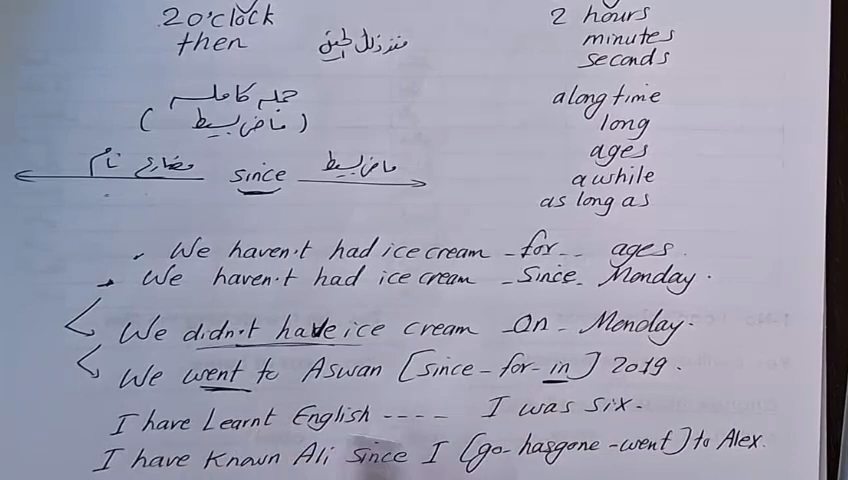 2 o'clock
then منذ ذلك الحين
جملة كاملة
( ماضي بسيط )
مضارع تام since ماضي بسيط
2 hours
minutes
seconds
a long time
long
ages
a while
as long as
. We haven't had ice cream -for-- ages.
. We haven't had ice cream -Since- Monday.
We didn't have ice cream -On- Monday.
We went to Aswan [since-for-in] 2019.
I have Learnt English ---- I was six.
I have Known Ali since I [go-has gone-went] to Alex.